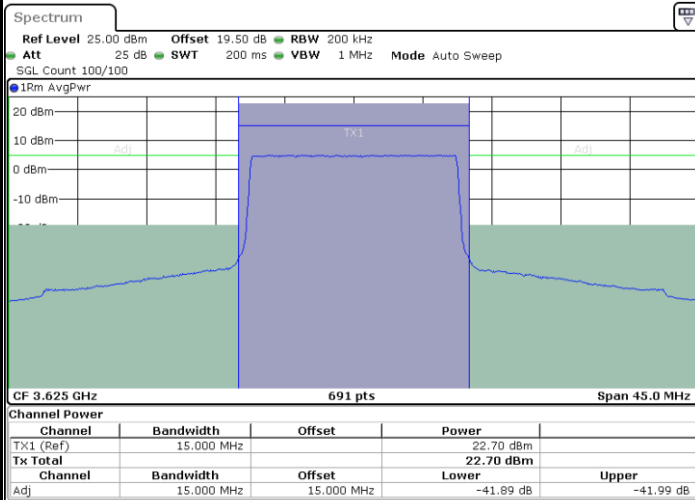 Spectrum
Ref Level 25.00 dBm Offset 19.50 dB RBW 200 kHz
Att 25 dB SWT 200 ms VBW 1 MHz Mode Auto Sweep
SGL Count 100/100
1Rm AvgPwr
20 dBm
TX1
10 dBm
Adj Adj
0 dBm
-10 dBm
CF 3.625 GHz 691 pts Span 45.0 MHz
Channel Power
Channel Bandwidth Offset Power
TX1 (Ref) 15.000 MHz 22.70 dBm
Tx Total 22.70 dBm
Channel Bandwidth Offset Lower Upper
Adj 15.000 MHz 15.000 MHz -41.89 dB -41.99 dB